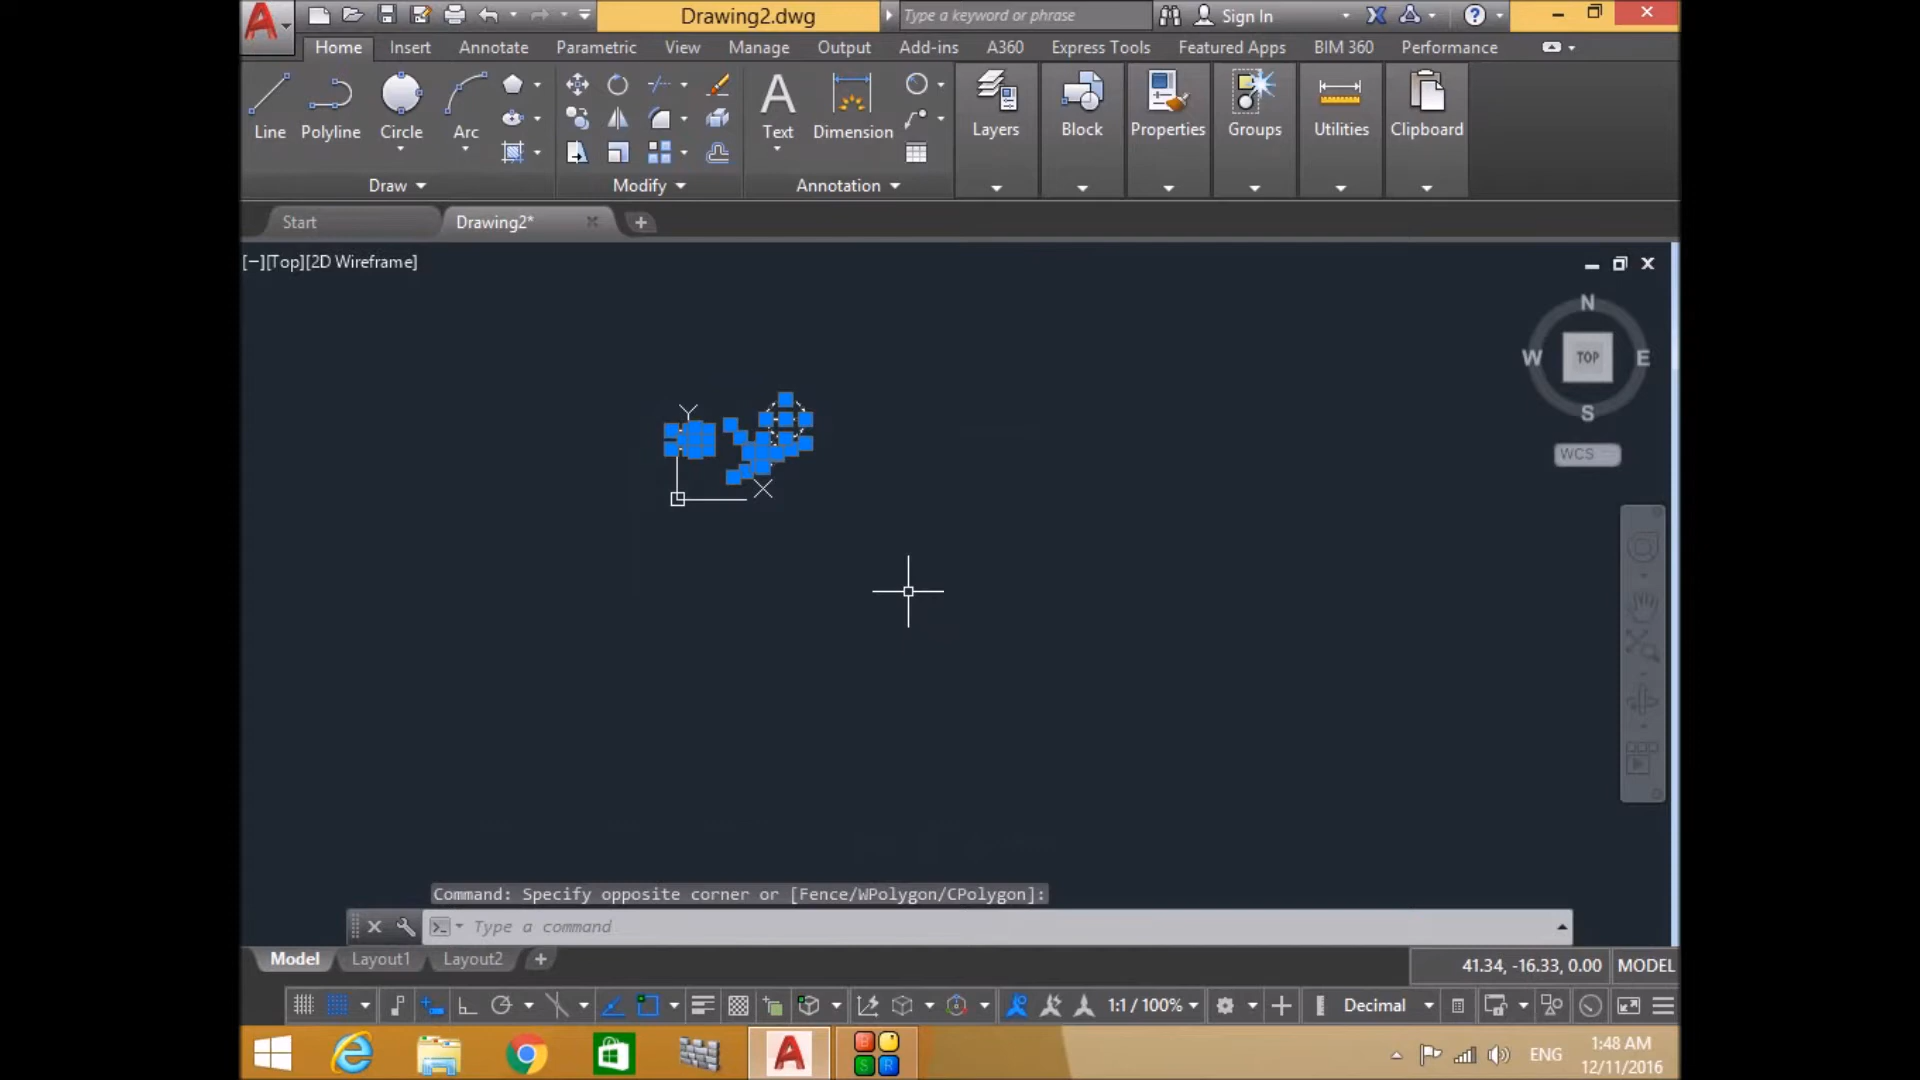 Drawing2.dwg
Type a keyword or phrase
Sign In
Home
Insert
Annotate
Parametric
View
Manage
Output
Add-ins
A360
Express Tools
Featured Apps
BIM 360
Performance
Line
Polyline
Circle
Arc
Text
Dimension
Layers
Block
Properties
Groups
Utilities
Clipboard
Draw
Modify
Annotation
Start
Drawing2*
[−][Top][2D Wireframe]
N
W
TOP
E
S
WCS
Y
X
Command: Specify opposite corner or [Fence/WPolygon/CPolygon]:
Type a command
Model
Layout1
Layout2
41.34, -16.33, 0.00
MODEL
1:1 / 100%
Decimal
ENG
1:48 AM
12/11/2016